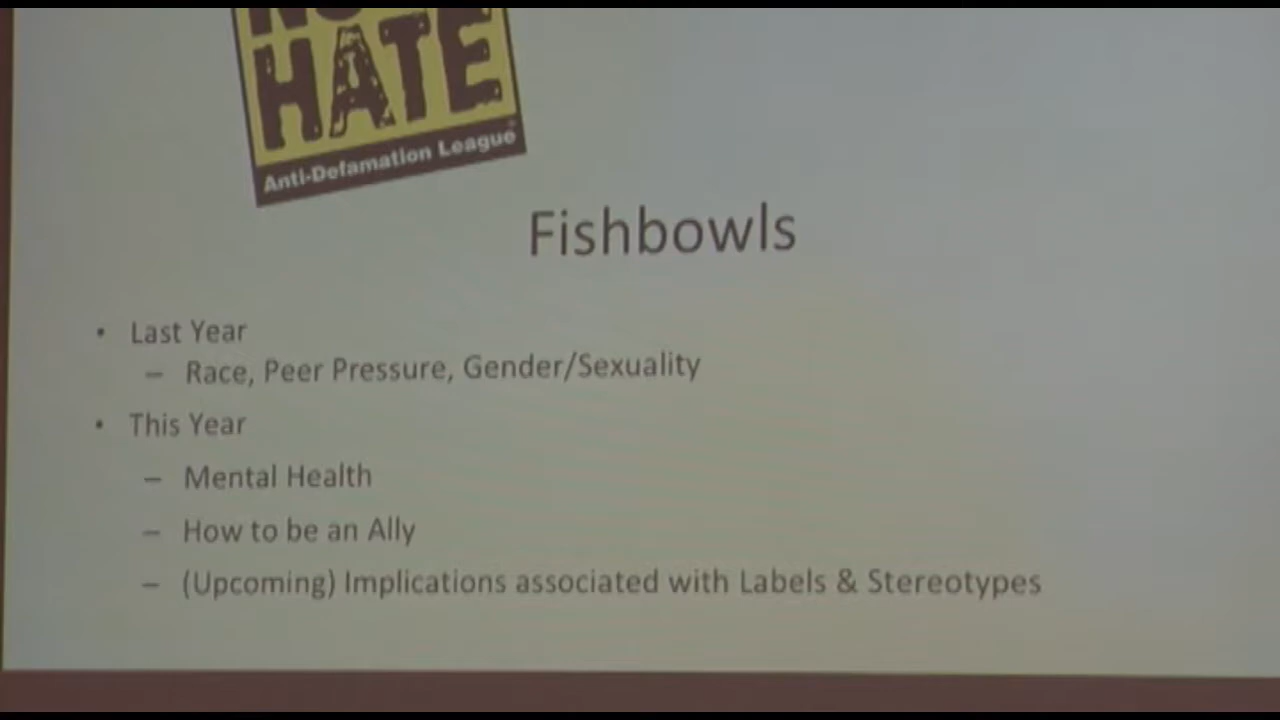 HATE
Anti-Defamation League®
Fishbowls
• Last Year
– Race, Peer Pressure, Gender/Sexuality
• This Year
– Mental Health
– How to be an Ally
– (Upcoming) Implications associated with Labels & Stereotypes